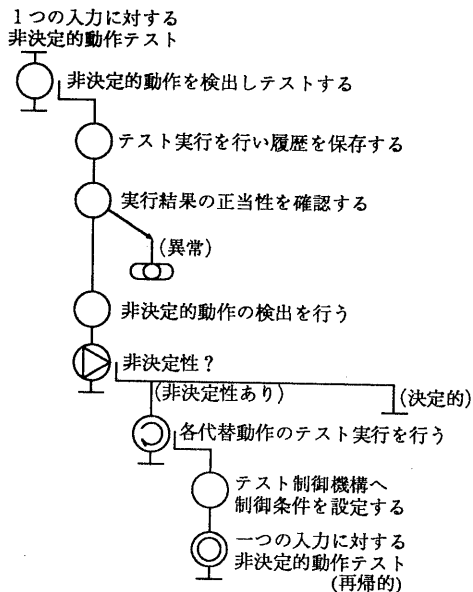 1つの入力に対する
非決定的動作テスト
非決定的動作を検出しテストする
テスト実行を行い履歴を保存する
実行結果の正当性を確認する
(異常)
非決定的動作の検出を行う
非決定性？
(非決定性あり)
(決定的)
各代替動作のテスト実行を行う
テスト制御機構へ
制御条件を設定する
一つの入力に対する
非決定的動作テスト
(再帰的)